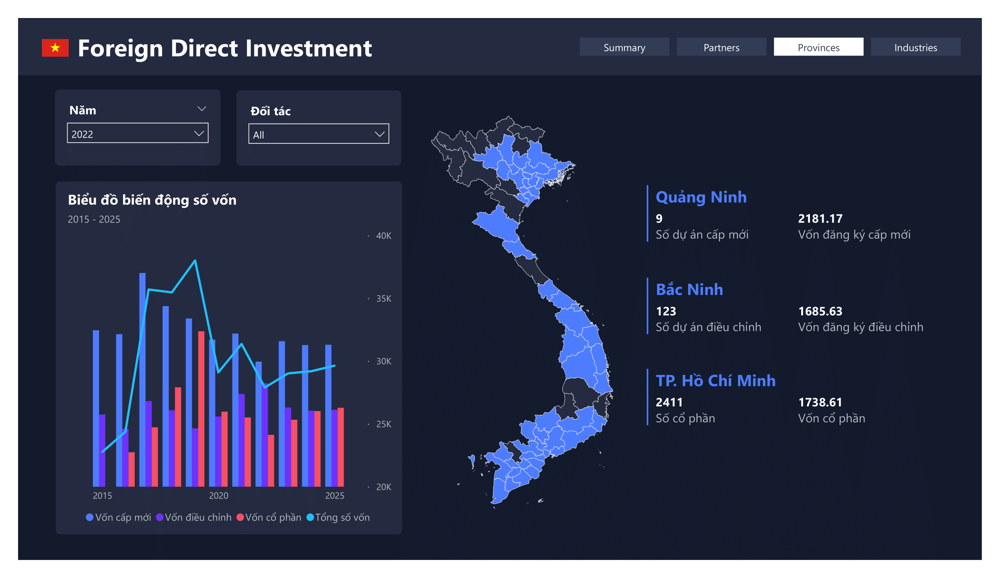 Foreign Direct Investment
Summary
Partners
Provinces
Industries
Năm
2022
Đối tác
All
Biểu đồ biến động số vốn
2015 - 2025
- 40K
- 35K
- 30K
- 25K
- 20K
2015
2020
2025
Vốn cấp mới
Vốn điều chỉnh
Vốn cổ phần
Tổng số vốn
Quảng Ninh
9
2181.17
Số dự án cấp mới
Vốn đăng ký cấp mới
Bắc Ninh
123
1685.63
Số dự án điều chỉnh
Vốn đăng ký điều chỉnh
TP. Hồ Chí Minh
2411
1738.61
Số cổ phần
Vốn cổ phần